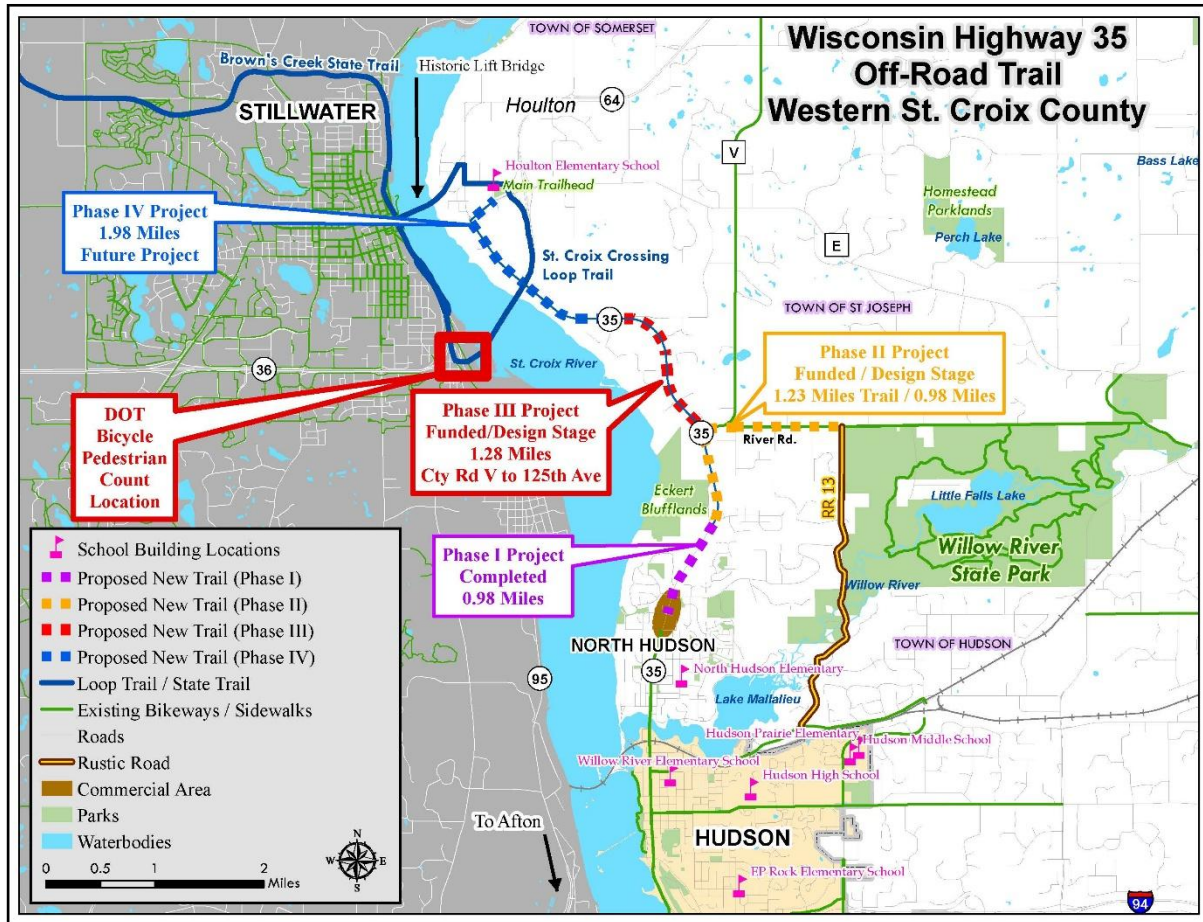 Wisconsin Highway 35
Off-Road Trail
Western St. Croix County
TOWN OF SOMERSET
Brown's Creek State Trail
Historic Lift Bridge
STILLWATER
Houlton
64
V
Bass Lake
Houlton Elementary School
Main Trailhead
Homestead
Parklands
Perch Lake
E
Phase IV Project
1.98 Miles
Future Project
St. Croix Crossing
Loop Trail
TOWN OF ST JOSEPH
35
36
St. Croix River
Phase II Project
Funded / Design Stage
1.23 Miles Trail / 0.98 Miles
DOT
Bicycle
Pedestrian
Count
Location
Phase III Project
Funded/Design Stage
1.28 Miles
Cty Rd V to 125th Ave
35
River Rd.
Eckert
Blufflands
RR 13
Little Falls Lake
Willow River
State Park
Phase I Project
Completed
0.98 Miles
Willow River
NORTH HUDSON
TOWN OF HUDSON
35
North Hudson Elementary
95
Lake Mallalieu
Hudson Prairie Elementary
Hudson Middle School
Willow River Elementary School
Hudson High School
To Afton
HUDSON
EP Rock Elementary School
94
School Building Locations
Proposed New Trail (Phase I)
Proposed New Trail (Phase II)
Proposed New Trail (Phase III)
Proposed New Trail (Phase IV)
Loop Trail / State Trail
Existing Bikeways / Sidewalks
Roads
Rustic Road
Commercial Area
Parks
Waterbodies
N
W E
S
0 0.5 1 2
Miles